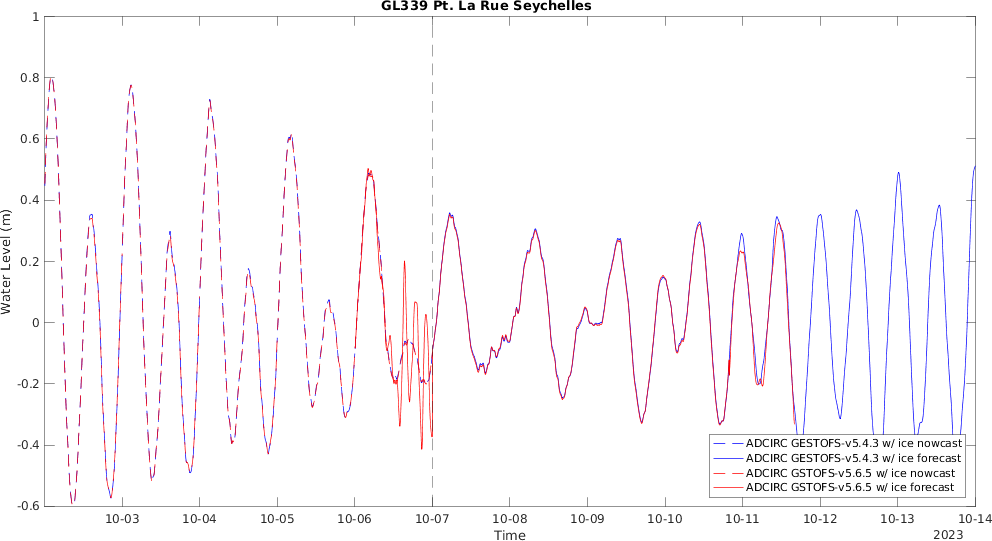 GL339 Pt. La Rue Seychelles
Water Level (m)
1
0.8
0.6
0.4
0.2
0
-0.2
-0.4
-0.6
ADCIRC GESTOFS-v5.4.3 w/ ice nowcast
ADCIRC GESTOFS-v5.4.3 w/ ice forecast
ADCIRC GSTOFS-v5.6.5 w/ ice nowcast
ADCIRC GSTOFS-v5.6.5 w/ ice forecast
10-03 10-04 10-05 10-06 10-07 10-08 10-09 10-10 10-11 10-12 10-13 10-14
Time
2023